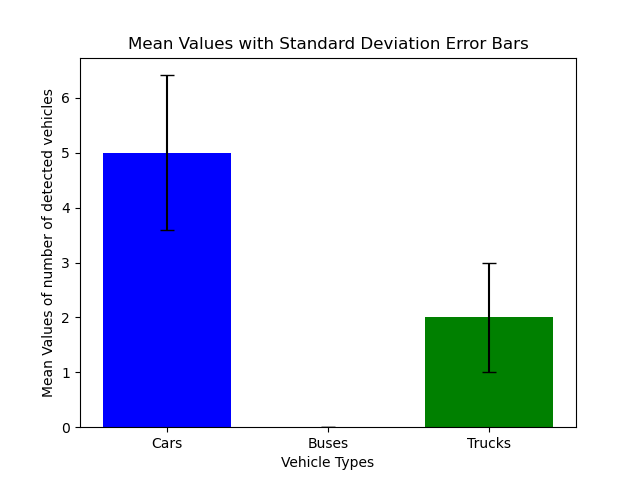 Mean Values with Standard Deviation Error Bars
Mean Values of number of detected vehicles
6
5
4
3
2
1
0
Cars Buses Trucks
Vehicle Types